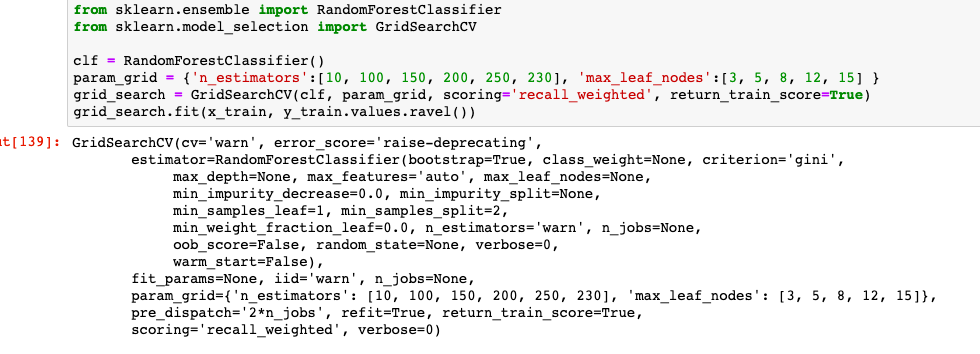 from sklearn.ensemble import RandomForestClassifier
from sklearn.model_selection import GridSearchCV

clf = RandomForestClassifier()
param_grid = {'n_estimators':[10, 100, 150, 200, 250, 230], 'max_leaf_nodes':[3, 5, 8, 12, 15] }
grid_search = GridSearchCV(clf, param_grid, scoring='recall_weighted', return_train_score=True)
grid_search.fit(x_train, y_train.values.ravel())
ut[139]: GridSearchCV(cv='warn', error_score='raise-deprecating',
estimator=RandomForestClassifier(bootstrap=True, class_weight=None, criterion='gini',
max_depth=None, max_features='auto', max_leaf_nodes=None,
min_impurity_decrease=0.0, min_impurity_split=None,
min_samples_leaf=1, min_samples_split=2,
min_weight_fraction_leaf=0.0, n_estimators='warn', n_jobs=None,
oob_score=False, random_state=None, verbose=0,
warm_start=False),
fit_params=None, iid='warn', n_jobs=None,
param_grid={'n_estimators': [10, 100, 150, 200, 250, 230], 'max_leaf_nodes': [3, 5, 8, 12, 15]},
pre_dispatch='2*n_jobs', refit=True, return_train_score=True,
scoring='recall_weighted', verbose=0)